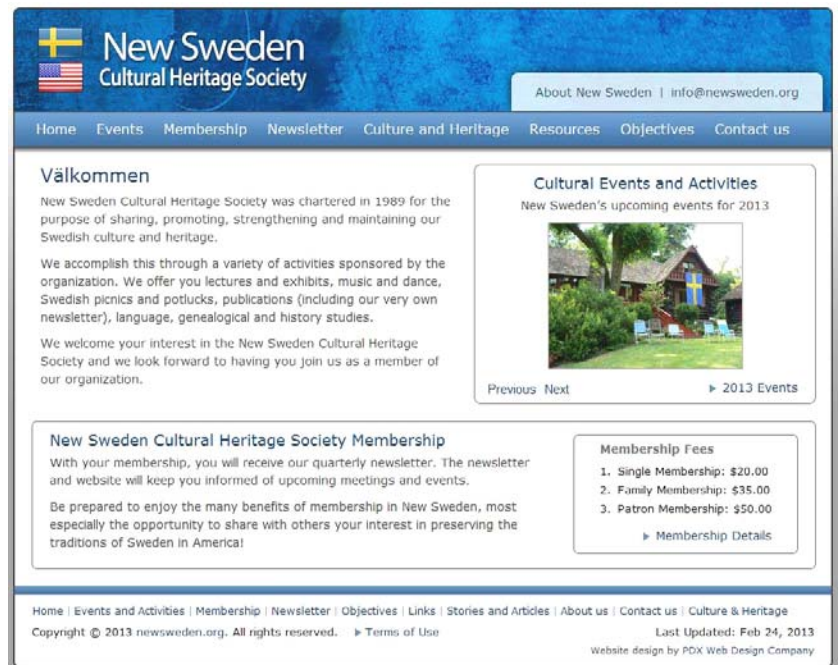 New Sweden
Cultural Heritage Society
About New Sweden | info@newsweden.org
Home Events Membership Newsletter Culture and Heritage Resources Objectives Contact us
Välkommen
New Sweden Cultural Heritage Society was chartered in 1989 for the
purpose of sharing, promoting, strengthening and maintaining our
Swedish culture and heritage.
We accomplish this through a variety of activities sponsored by the
organization. We offer you lectures and exhibits, music and dance,
Swedish picnics and potlucks, publications (including our very own
newsletter), language, genealogical and history studies.
We welcome your interest in the New Sweden Cultural Heritage
Society and we look forward to having you join us as a member of
our organization.
Cultural Events and Activities
New Sweden's upcoming events for 2013
Previous Next
2013 Events
New Sweden Cultural Heritage Society Membership
With your membership, you will receive our quarterly newsletter. The newsletter
and website will keep you informed of upcoming meetings and events.
Be prepared to enjoy the many benefits of membership in New Sweden, most
especially the opportunity to share with others your interest in preserving the
traditions of Sweden in America!
Membership Fees
1. Single Membership: $20.00
2. Family Membership: $35.00
3. Patron Membership: $50.00
Membership Details
Home | Events and Activities | Membership | Newsletter | Objectives | Links | Stories and Articles | About us | Contact us | Culture & Heritage
Copyright © 2013 newsweden.org. All rights reserved. Terms of Use
Last Updated: Feb 24, 2013
Website design by PDX Web Design Company